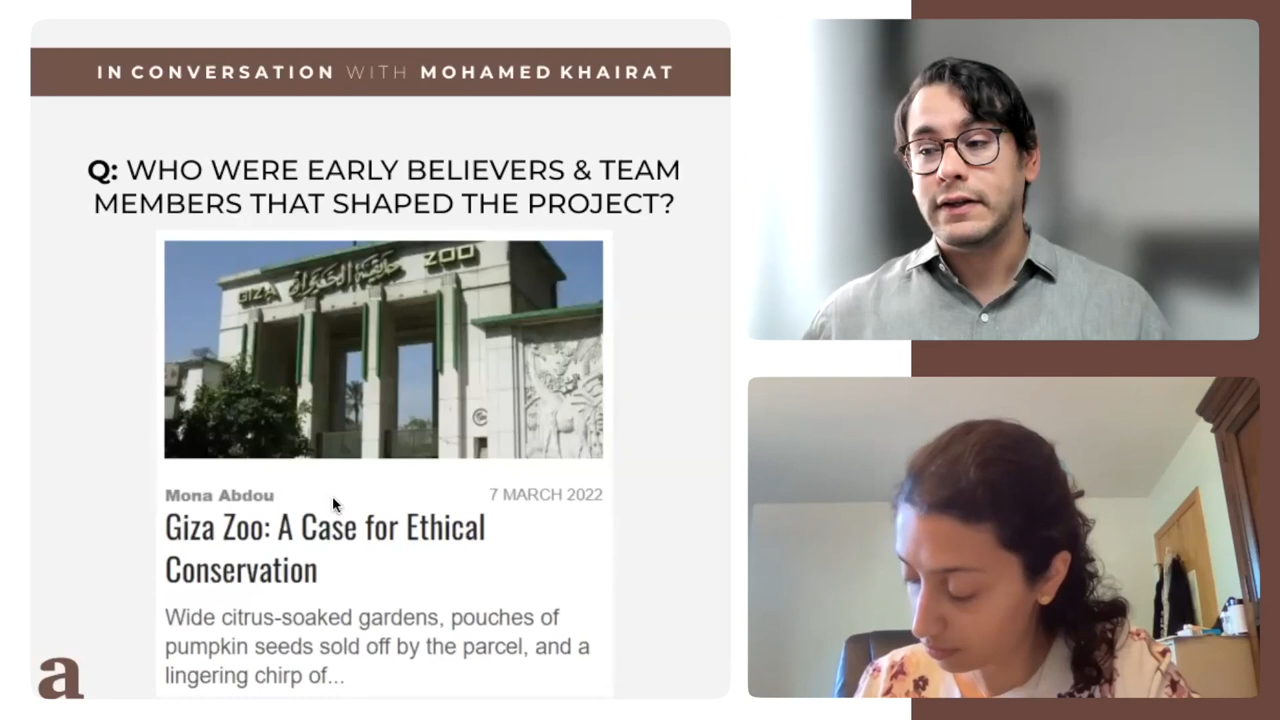 IN CONVERSATION WITH MOHAMED KHAIRAT
Q: WHO WERE EARLY BELIEVERS & TEAM
MEMBERS THAT SHAPED THE PROJECT?
GIZA حديقة الحيوان ZOO
Mona Abdou
7 MARCH 2022
Giza Zoo: A Case for Ethical
Conservation
Wide citrus-soaked gardens, pouches of
pumpkin seeds sold off by the parcel, and a
lingering chirp of...
a